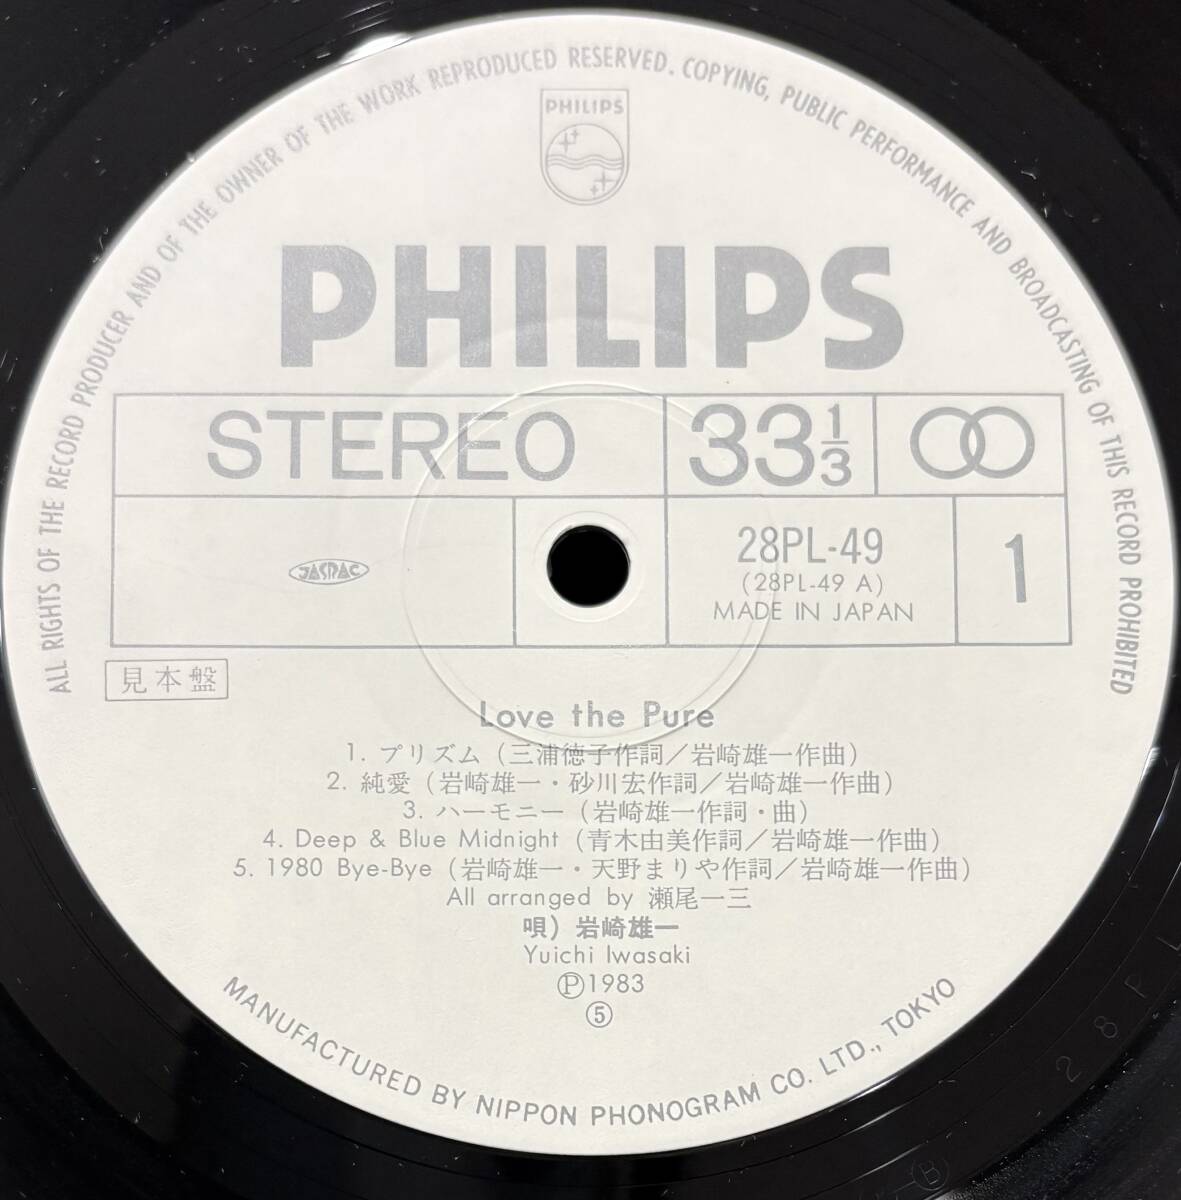 ALL RIGHTS OF THE RECORD PRODUCER AND OF THE OWNER OF THE WORK REPRODUCED RESERVED. COPYING, PUBLIC PERFORMANCE AND BROADCASTING OF THIS RECORD PROHIBITED
PHILIPS
PHILIPS
STEREO
33 1/3
JASRAC
28PL-49
(28PL-49 A)
MADE IN JAPAN
1
見本盤
Love the Pure
1. プリズム (三浦徳子作詞/岩崎雄一作曲)
2. 純愛 (岩崎雄一・砂川宏作詞/岩崎雄一作曲)
3. ハーモニー (岩崎雄一作詞・曲)
4. Deep & Blue Midnight (青木由美作詞/岩崎雄一作曲)
5. 1980 Bye-Bye (岩崎雄一・天野まりや作詞/岩崎雄一作曲)
All arranged by 瀬尾一三
唄) 岩崎雄一
Yuichi Iwasaki
Ⓟ1983
⑤
MANUFACTURED BY NIPPON PHONOGRAM CO. LTD., TOKYO
28PL
Ⓑ